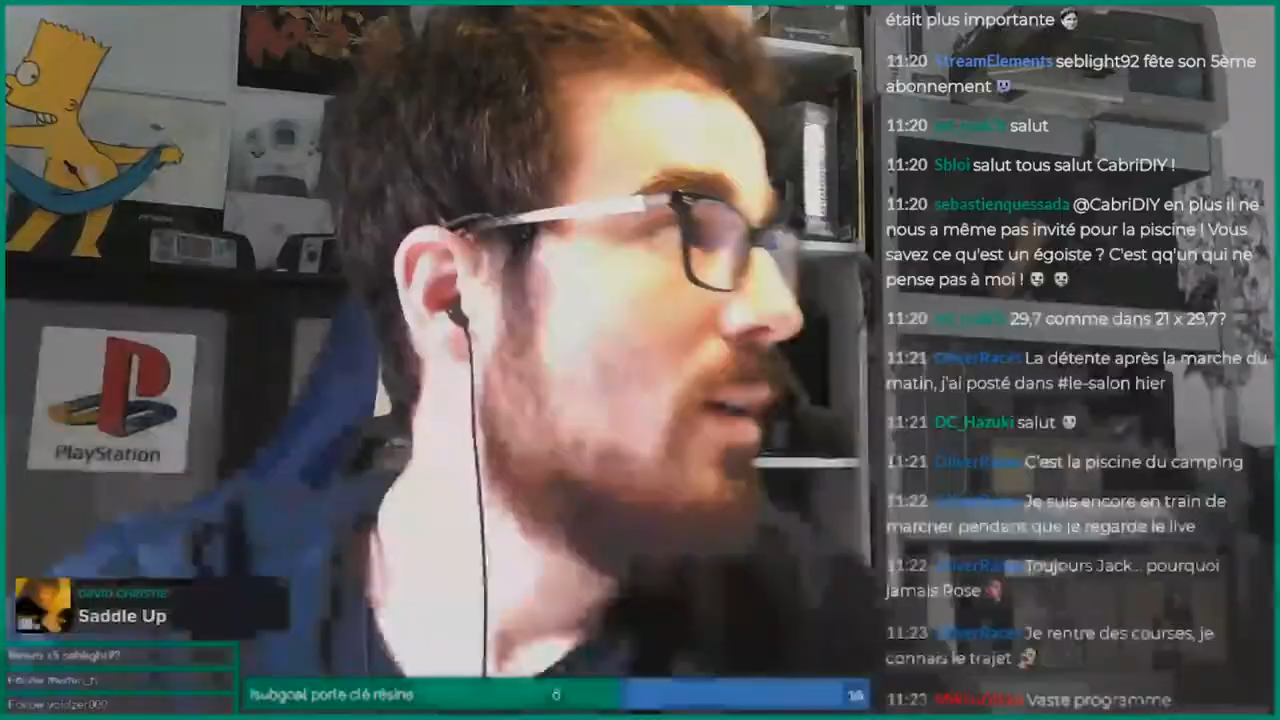 PlayStation
DAVID CHRISTIE
Saddle Up
!subgoal porte clé résine
6
16
était plus importante
11:20 StreamElements seblight92 fête son 5ème
abonnement
11:20 salut
11:20 Sbloi salut tous salut CabriDIY !
11:20 sebastienquessada @CabriDIY en plus il ne
nous a même pas invité pour la piscine ! Vous
savez ce qu'est un égoiste ? C'est qq'un qui ne
pense pas à moi !
11:20 29,7 comme dans 21 x 29,7?
11:21 La détente après la marche du
matin, j'ai posté dans #le-salon hier
11:21 DC_Hazuki salut
11:21 C'est la piscine du camping
11:22 Je suis encore en train de
marcher pendant que je regarde le live
11:22 Toujours Jack... pourquoi
jamais Rose
11:23 Je rentre des courses, je
connais le trajet
11:23 Vaste programme